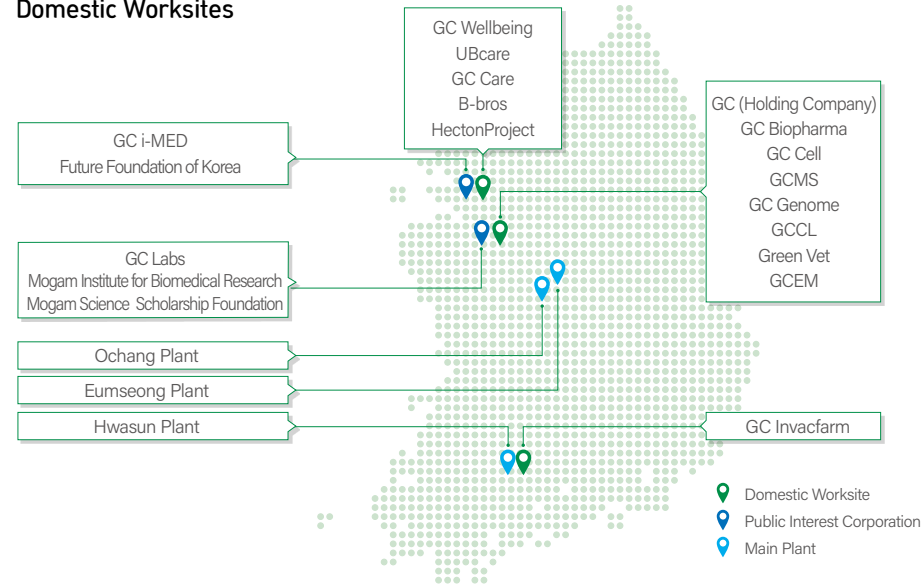 Domestic Worksites
GC Wellbeing
UBcare
GC Care
B-bros
HectonProject
GC i-MED
Future Foundation of Korea
GC (Holding Company)
GC Biopharma
GC Cell
GCMS
GC Genome
GCCL
Green Vet
GCEM
GC Labs
Mogam Institute for Biomedical Research
Mogam Science Scholarship Foundation
Ochang Plant
Eumseong Plant
Hwasun Plant
GC Invacfarm
Domestic Worksite
Public Interest Corporation
Main Plant